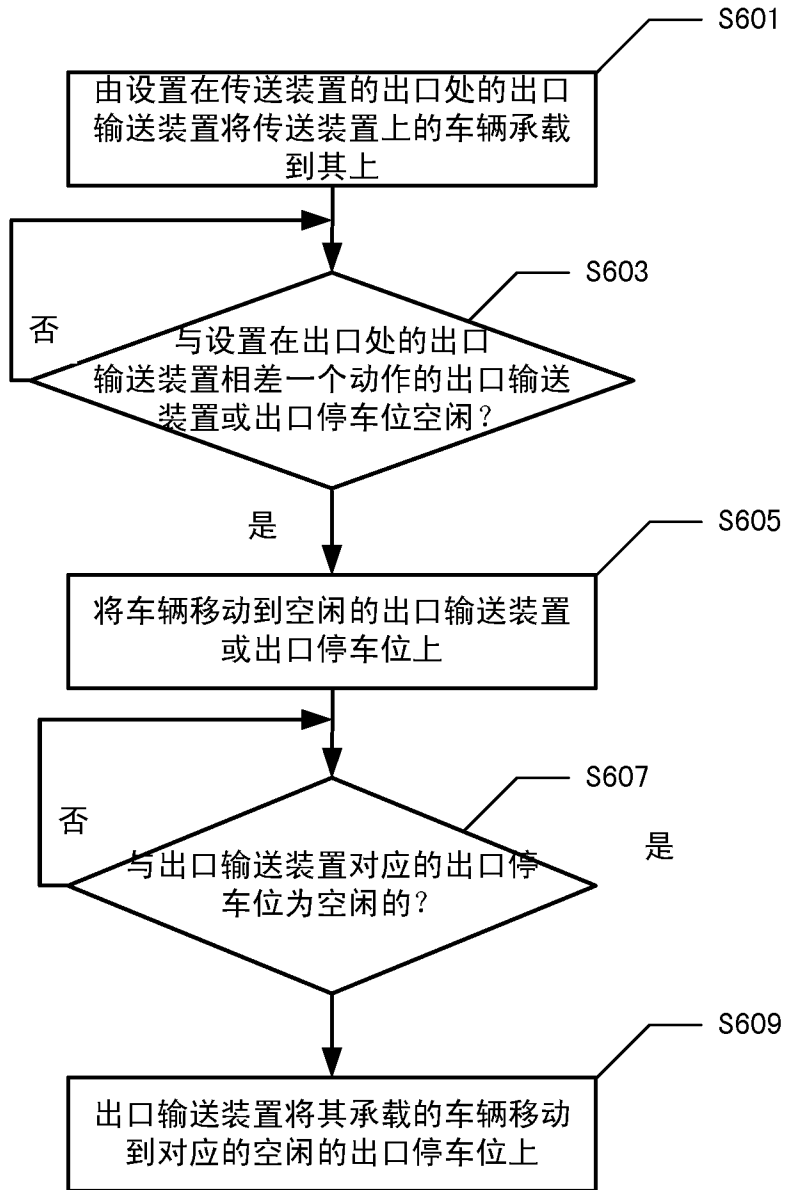 S601
由设置在传送装置的出口处的出口
输送装置将传送装置上的车辆承载
到其上
S603
否
与设置在出口处的出口
输送装置相差一个动作的出口输送
装置或出口停车位空闲？
是
S605
将车辆移动到空闲的出口输送装置
或出口停车位上
S607
否
是
与出口输送装置对应的出口停
车位为空闲的？
S609
出口输送装置将其承载的车辆移动
到对应的空闲的出口停车位上